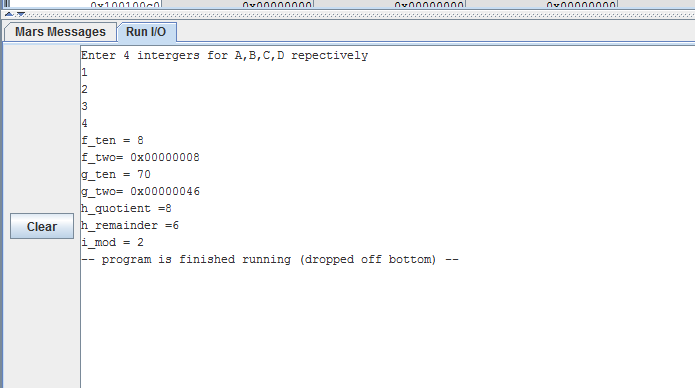 0x100100c0 0x00000000 0x00000000 0x00000000
Mars Messages Run I/O
Enter 4 intergers for A,B,C,D repectively
1
2
3
4
f_ten = 8
f_two= 0x00000008
g_ten = 70
g_two= 0x00000046
h_quotient =8
Clear
h_remainder =6
i_mod = 2
-- program is finished running (dropped off bottom) --